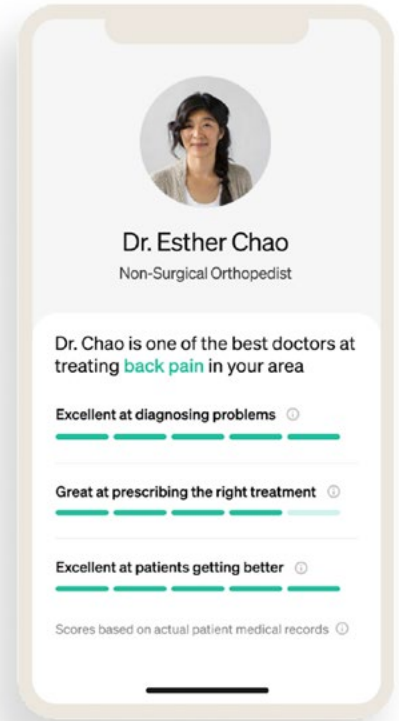 Dr. Esther Chao
Non-Surgical Orthopedist
Dr. Chao is one of the best doctors at
treating back pain in your area
Excellent at diagnosing problems
Great at prescribing the right treatment
Excellent at patients getting better
Scores based on actual patient medical records